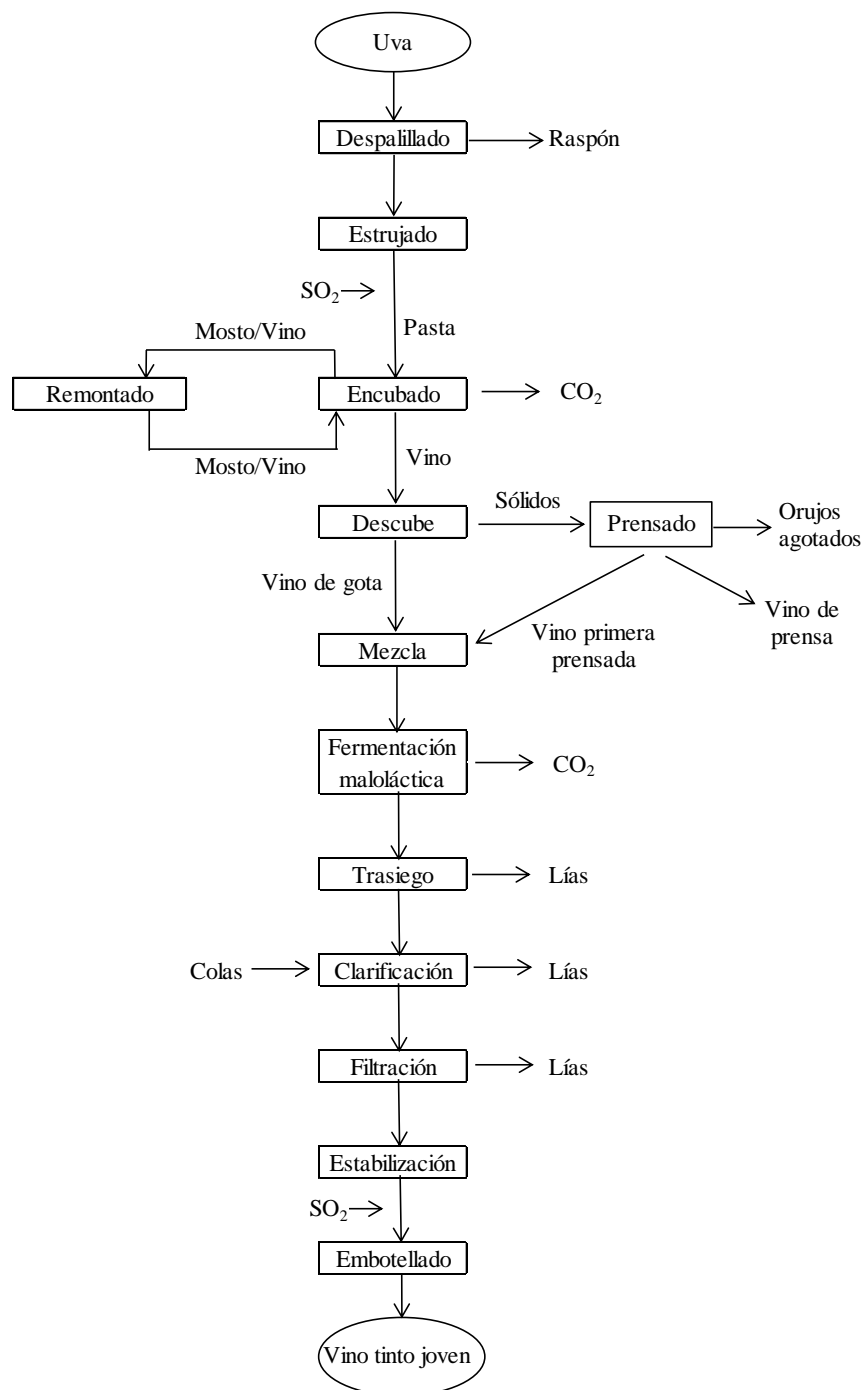 Uva
Despalillado
Raspón
Estrujado
SO₂
Pasta
Mosto/Vino
Remontado
Encubado
CO₂
Mosto/Vino
Vino
Descube
Sólidos
Prensado
Orujos
agotados
Vino de gota
Vino primera
prensada
Vino de
prensa
Mezcla
Fermentación
maloláctica
CO₂
Trasiego
Lías
Colas
Clarificación
Lías
Filtración
Lías
Estabilización
SO₂
Embotellado
Vino tinto joven